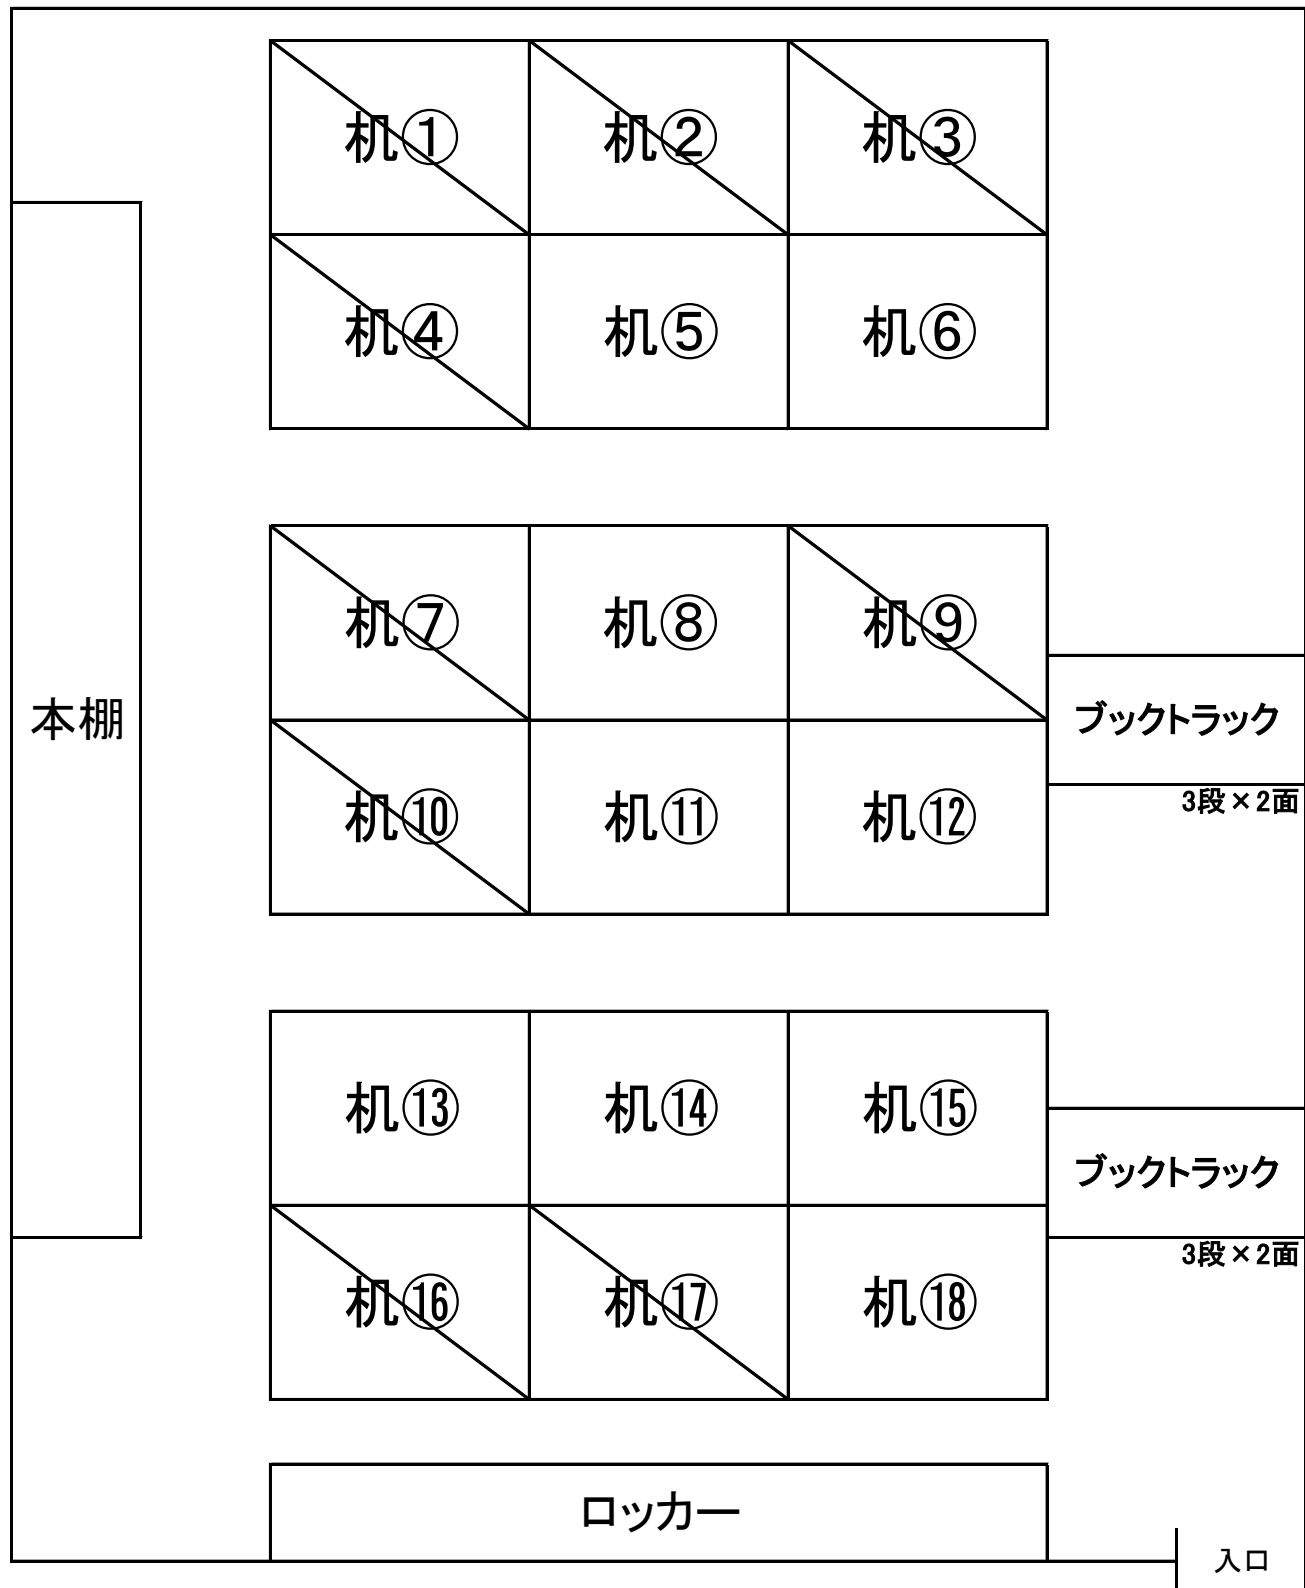 机① 机② 机③
机④ 机⑤ 机⑥
机⑦ 机⑧ 机⑨
本棚
ブックトラック
3段×2面
机⑩ 机⑪ 机⑫
机⑬ 机⑭ 机⑮
ブックトラック
3段×2面
机⑯ 机⑰ 机⑱
ロッカー
入口